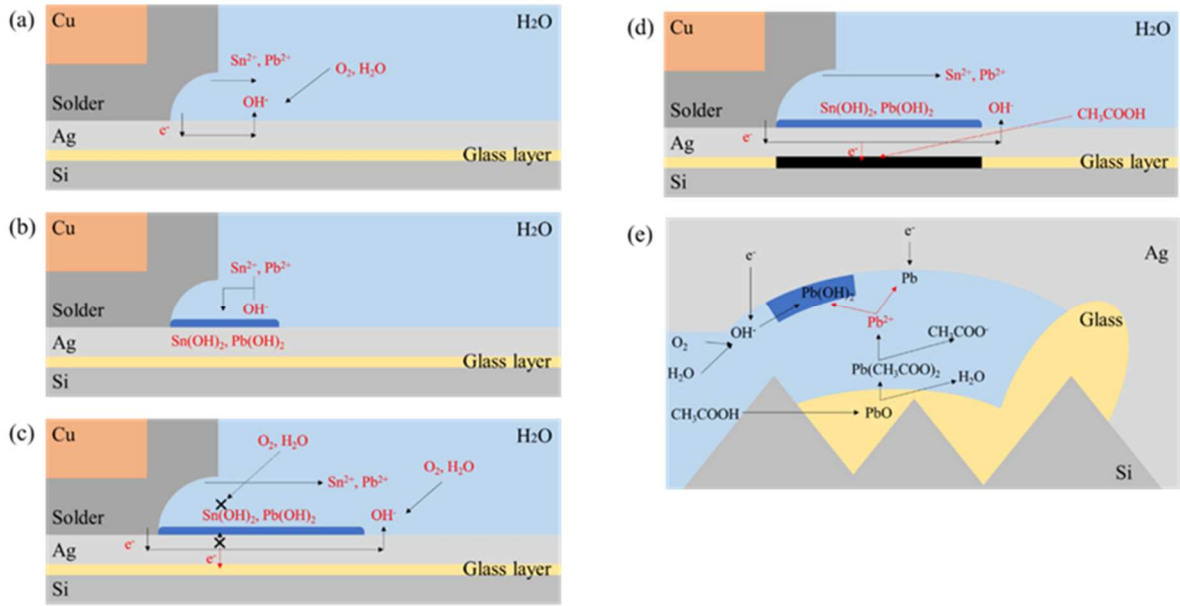 (a)
Cu
H₂O
Sn²⁺, Pb²⁺
O₂, H₂O
OH⁻
Solder
e⁻
Ag
Glass layer
Si
(b)
Cu
H₂O
Sn²⁺, Pb²⁺
OH⁻
Solder
Ag
Sn(OH)₂, Pb(OH)₂
Glass layer
Si
(c)
Cu
H₂O
O₂, H₂O
O₂, H₂O
Sn²⁺, Pb²⁺
Solder
Sn(OH)₂, Pb(OH)₂
OH⁻
e⁻
Ag
e⁻
Glass layer
Si
(d)
Cu
H₂O
Sn²⁺, Pb²⁺
Solder
Sn(OH)₂, Pb(OH)₂
OH⁻
CH₃COOH
e⁻
Ag
e⁻
Glass layer
Si
(e)
e⁻
Ag
e⁻
Pb
Pb(OH)₂
Pb²⁺
Glass
OH⁻
CH₃COO⁻
O₂
H₂O
Pb(CH₃COO)₂
H₂O
CH₃COOH
PbO
Si